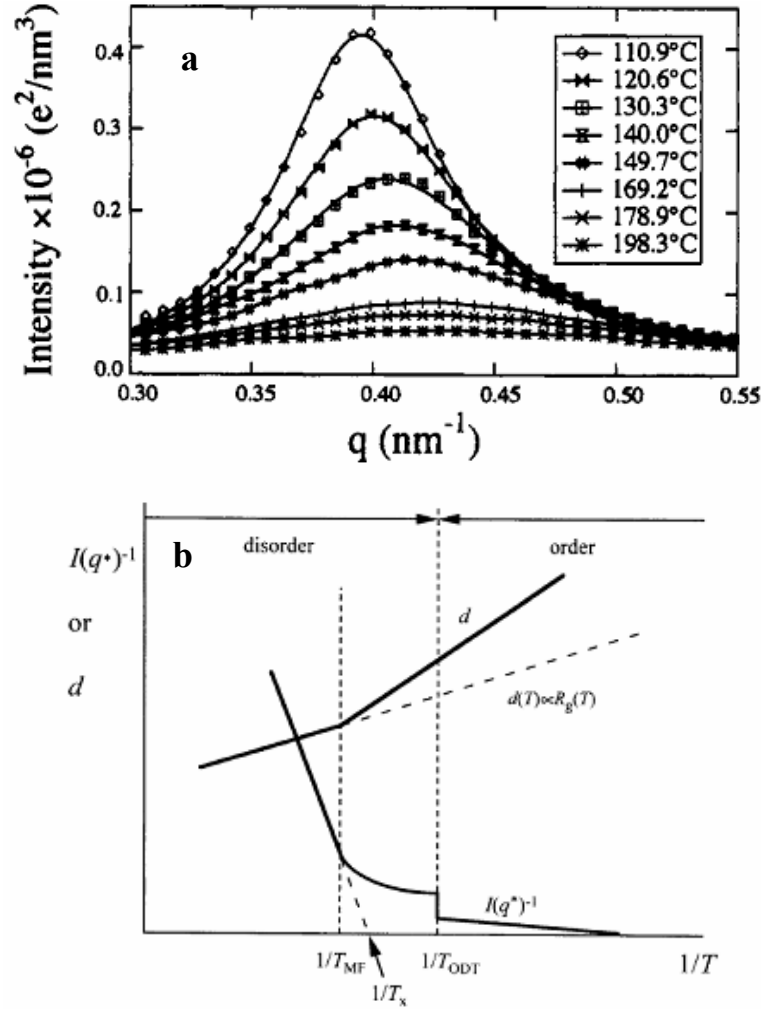 a
Intensity ×10⁻⁶ (e²/nm³)
0.4
0.3
0.2
0.1
0.0
0.30
0.35
0.40
0.45
0.50
0.55
q (nm⁻¹)
110.9°C
120.6°C
130.3°C
140.0°C
149.7°C
169.2°C
178.9°C
198.3°C
b
I(q*)⁻¹
or
d
disorder
order
d
d(T)∝R_g(T)
I(q*)⁻¹
1/T_MF
1/T_x
1/T_ODT
1/T